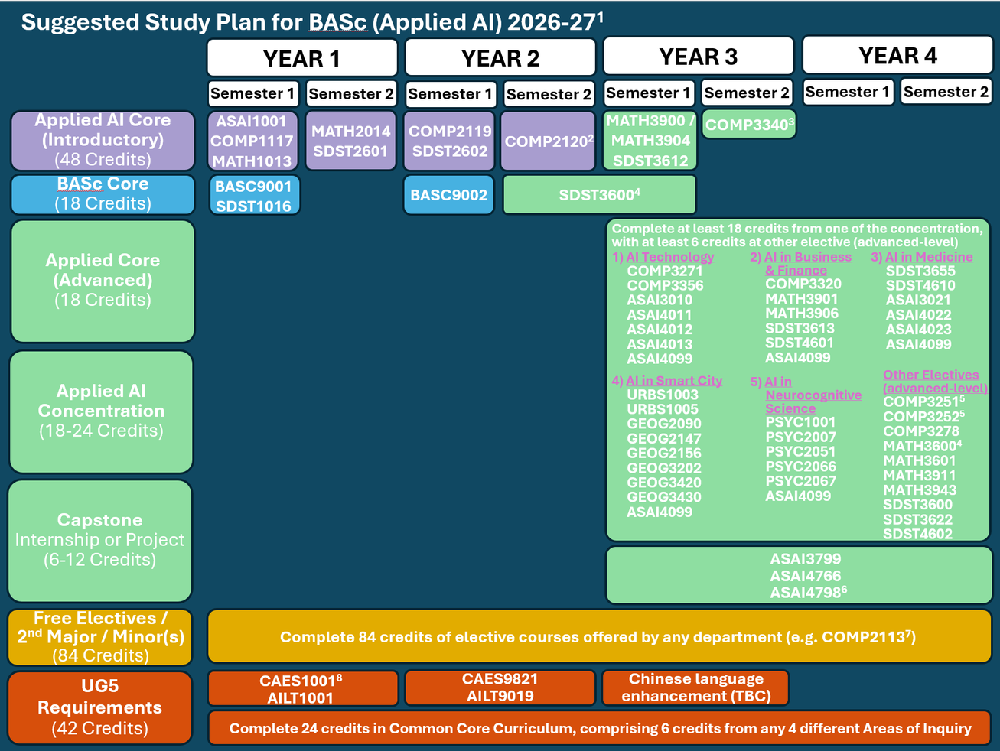 Suggested Study Plan for BASc (Applied AI) 2026-27¹
YEAR 1
YEAR 2
YEAR 3
YEAR 4
Semester 1
Semester 2
Semester 1
Semester 2
Semester 1
Semester 2
Semester 1
Semester 2
Applied AI Core
(Introductory)
(48 Credits)
ASAI1001
COMP1117
MATH1013
MATH2014
SDST2601
COMP2119
SDST2602
COMP2120²
MATH3900 /
MATH3904
SDST3612
COMP3340³
BASc Core
(18 Credits)
BASC9001
SDST1016
BASC9002
SDST3600⁴
Applied Core
(Advanced)
(18 Credits)
Applied AI
Concentration
(18-24 Credits)
Capstone
Internship or Project
(6-12 Credits)
Complete at least 18 credits from one of the concentration,
with at least 6 credits at other elective (advanced-level)
1) AI Technology
COMP3271
COMP3356
ASAI3010
ASAI4011
ASAI4012
ASAI4013
ASAI4099
2) AI in Business
& Finance
COMP3320
MATH3901
MATH3906
SDST3613
SDST4601
ASAI4099
3) AI in Medicine
SDST3655
SDST4610
ASAI3021
ASAI4022
ASAI4023
ASAI4099
4) AI in Smart City
URBS1003
URBS1005
GEOG2090
GEOG2147
GEOG2156
GEOG3202
GEOG3420
GEOG3430
ASAI4099
5) AI in
Neurocognitive
Science
PSYC1001
PSYC2007
PSYC2051
PSYC2066
PSYC2067
ASAI4099
Other Electives
(advanced-level)
COMP3251⁵
COMP3252⁵
COMP3278
MATH3600⁴
MATH3601
MATH3911
MATH3943
SDST3600
SDST3622
SDST4602
ASAI3799
ASAI4766
ASAI4798⁶
Free Electives /
2ⁿᵈ Major / Minor(s)
(84 Credits)
Complete 84 credits of elective courses offered by any department (e.g. COMP2113⁷)
UG5
Requirements
(42 Credits)
CAES1001⁸
AILT1001
CAES9821
AILT9019
Chinese language
enhancement (TBC)
Complete 24 credits in Common Core Curriculum, comprising 6 credits from any 4 different Areas of Inquiry